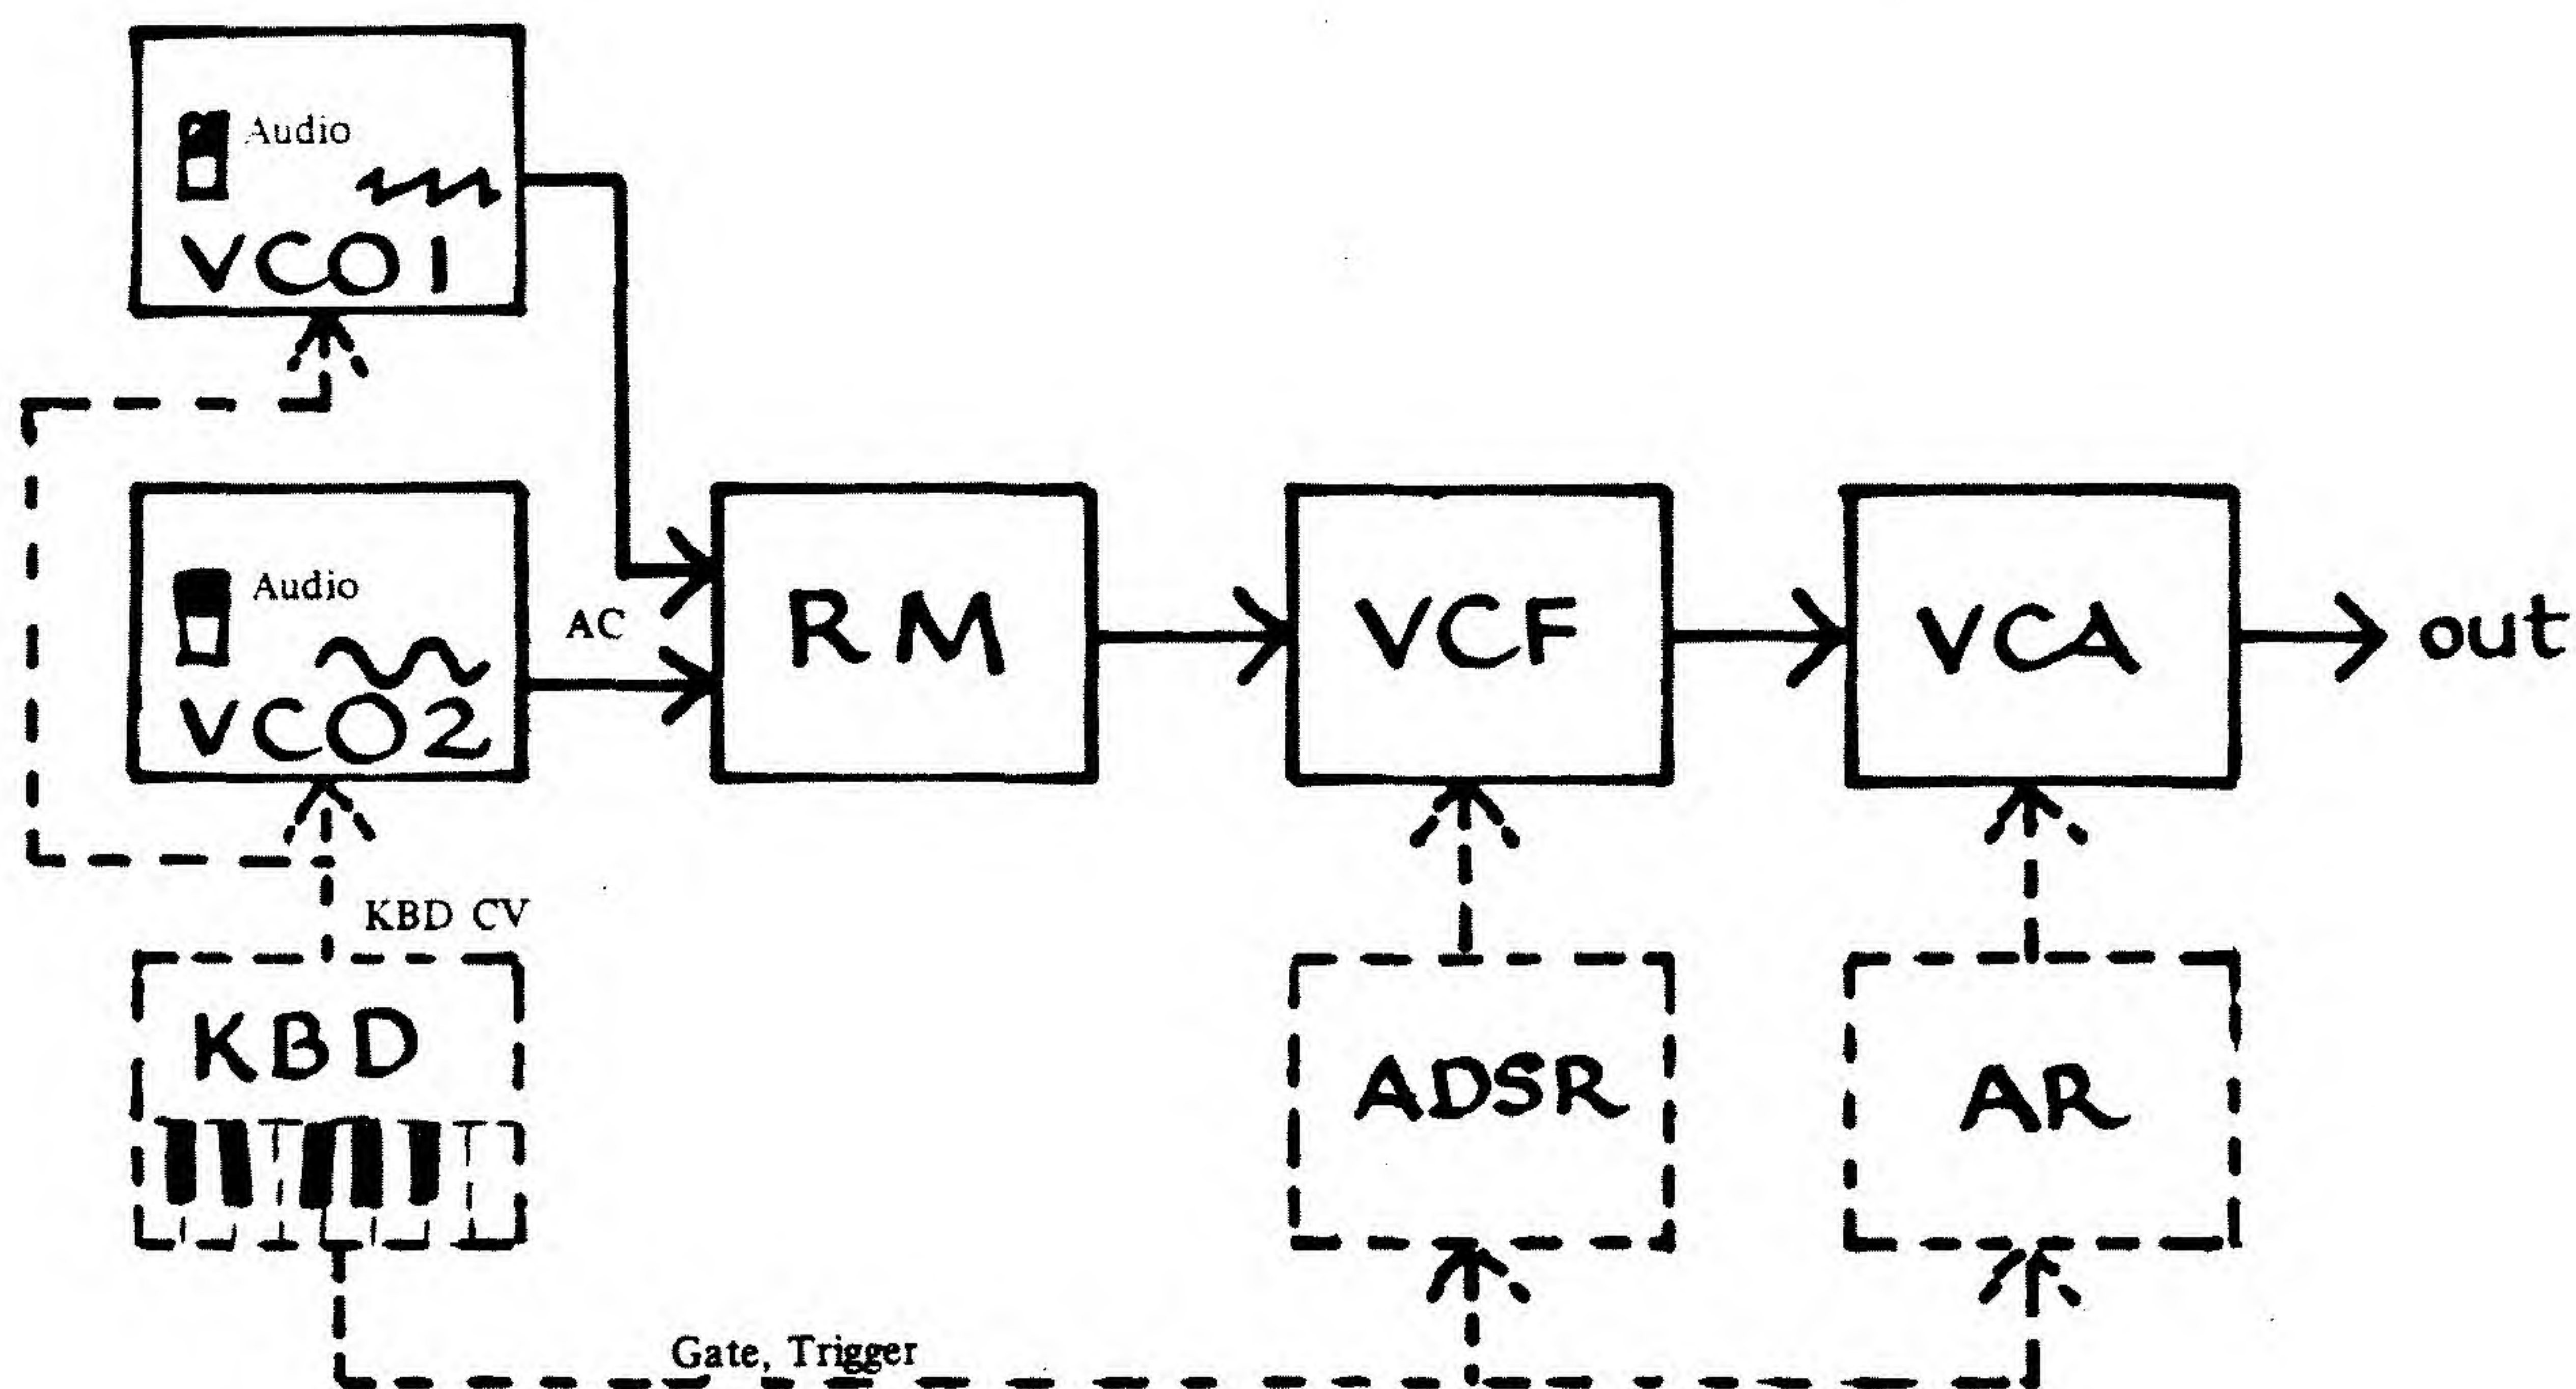 Audio
VCO1
Audio
VCO2
AC
RM
VCF
VCA
out
KBD CV
KBD
ADSR
AR
Gate, Trigger